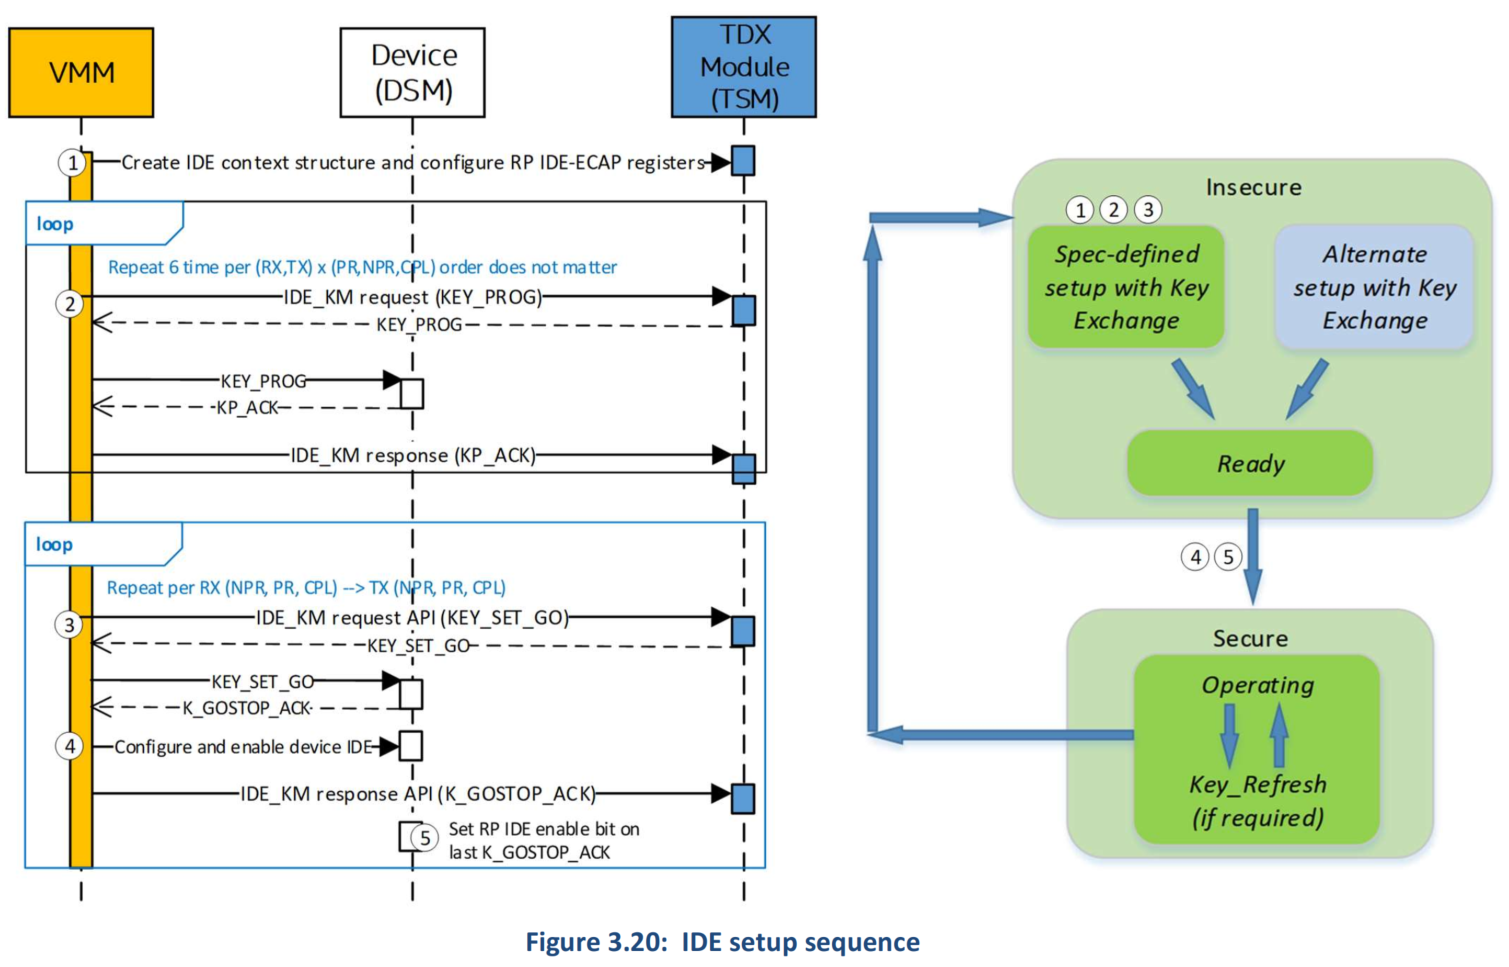 VMM
Device
(DSM)
TDX
Module
(TSM)
1
Create IDE context structure and configure RP IDE-ECAP registers
loop
Repeat 6 time per (RX,TX) x (PR,NPR,CPL) order does not matter
2
IDE_KM request (KEY_PROG)
KEY_PROG
KEY_PROG
KP_ACK
IDE_KM response (KP_ACK)
loop
Repeat per RX (NPR, PR, CPL) --> TX (NPR, PR, CPL)
3
IDE_KM request API (KEY_SET_GO)
KEY_SET_GO
KEY_SET_GO
K_GOSTOP_ACK
4
Configure and enable device IDE
IDE_KM response API (K_GOSTOP_ACK)
5
Set RP IDE enable bit on
last K_GOSTOP_ACK
Insecure
1 2 3
Spec-defined
setup with Key
Exchange
Alternate
setup with Key
Exchange
Ready
4 5
Secure
Operating
Key_Refresh
(if required)
Figure 3.20: IDE setup sequence